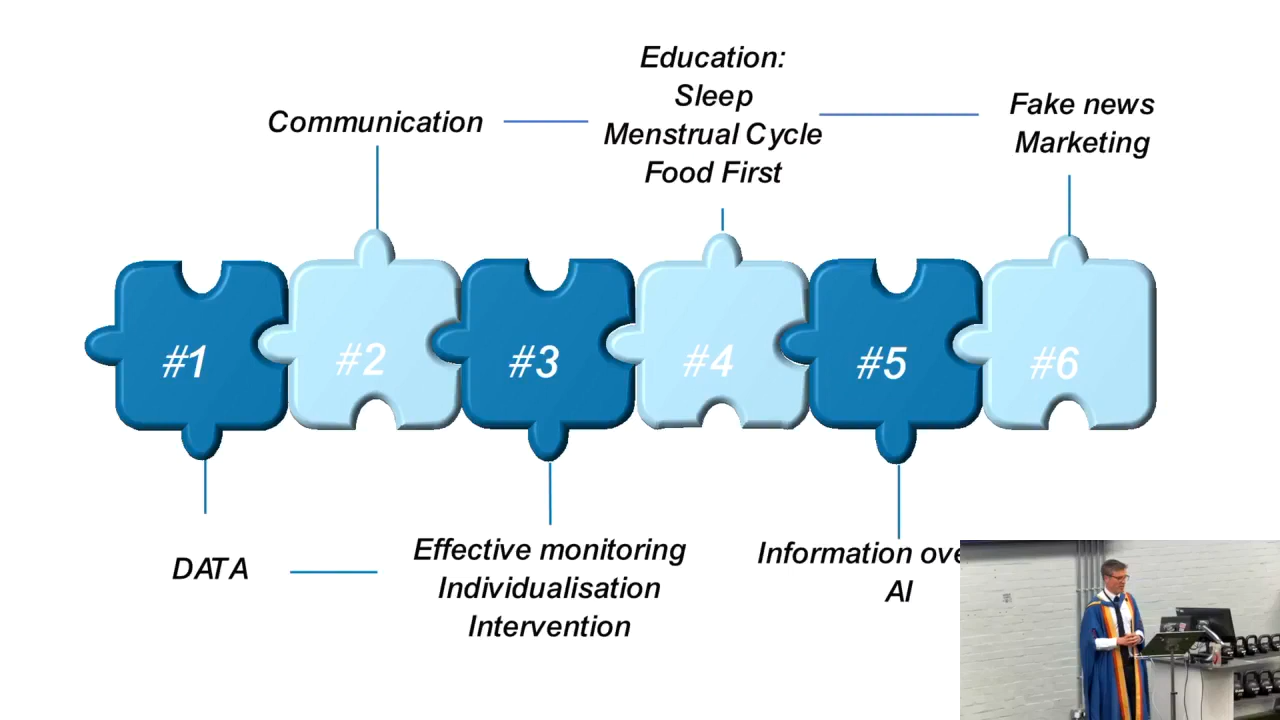 Education:
Sleep
Menstrual Cycle
Food First
Communication
Fake news
Marketing
#1
#2
#3
#4
#5
#6
DATA
Effective monitoring
Individualisation
Intervention
Information
AI